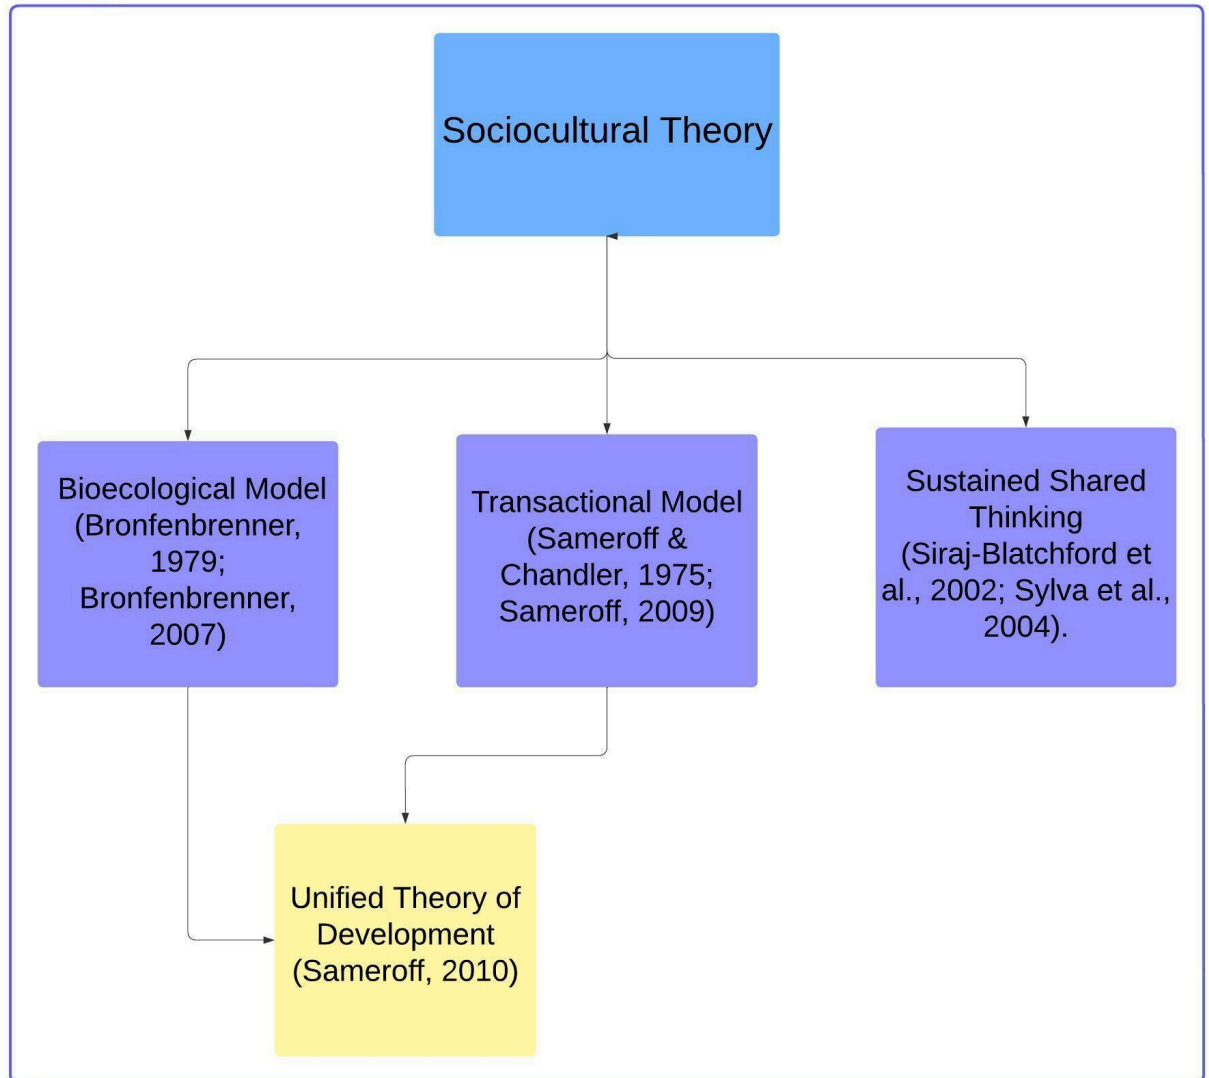 Sociocultural Theory
Bioecological Model
(Bronfenbrenner,
1979;
Bronfenbrenner,
2007)
Transactional Model
(Sameroff &
Chandler, 1975;
Sameroff, 2009)
Sustained Shared
Thinking
(Siraj-Blatchford et
al., 2002; Sylva et al.,
2004).
Unified Theory of
Development
(Sameroff, 2010)